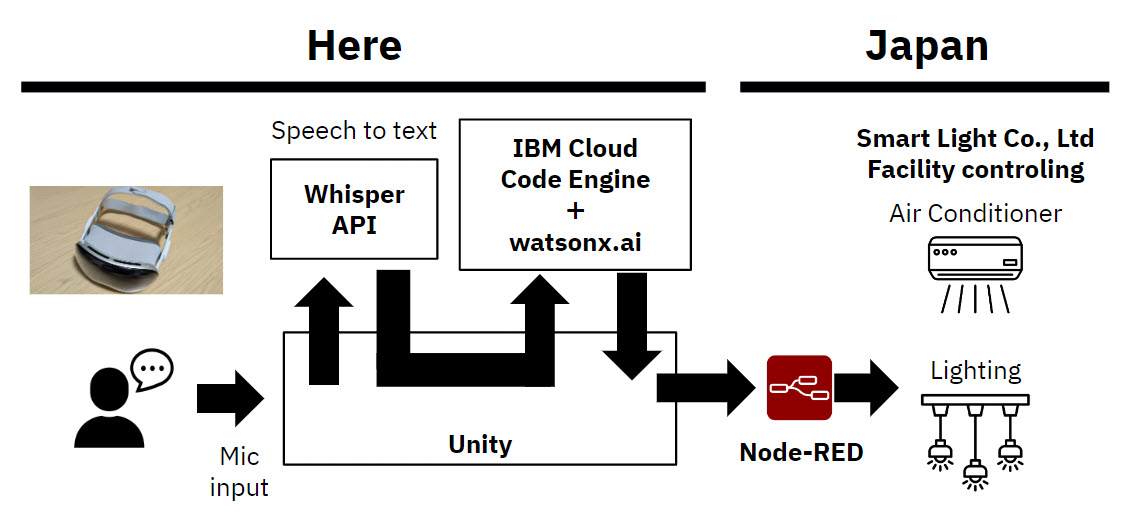 Here
Japan
Speech to text
Whisper
API
IBM Cloud
Code Engine
+
watsonx.ai
Smart Light Co., Ltd
Facility controling
Air Conditioner
Lighting
Mic
input
Unity
Node-RED